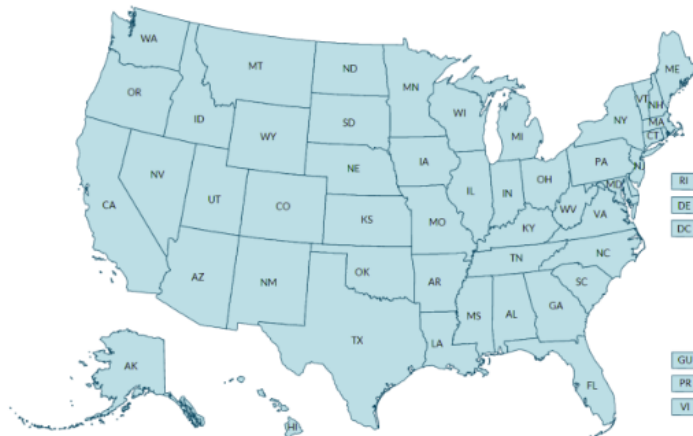 WA
MT
ND
MN
ME
OR
ID
WY
SD
WI
MI
VT
NH
NY
MA
CT
NV
UT
CO
NE
IA
IL
IN
OH
PA
NJ
RI
CA
KS
MO
KY
WV
VA
MD
DE
DC
AZ
NM
OK
AR
TN
NC
SC
TX
LA
MS
AL
GA
FL
AK
HI
GU
PR
VI